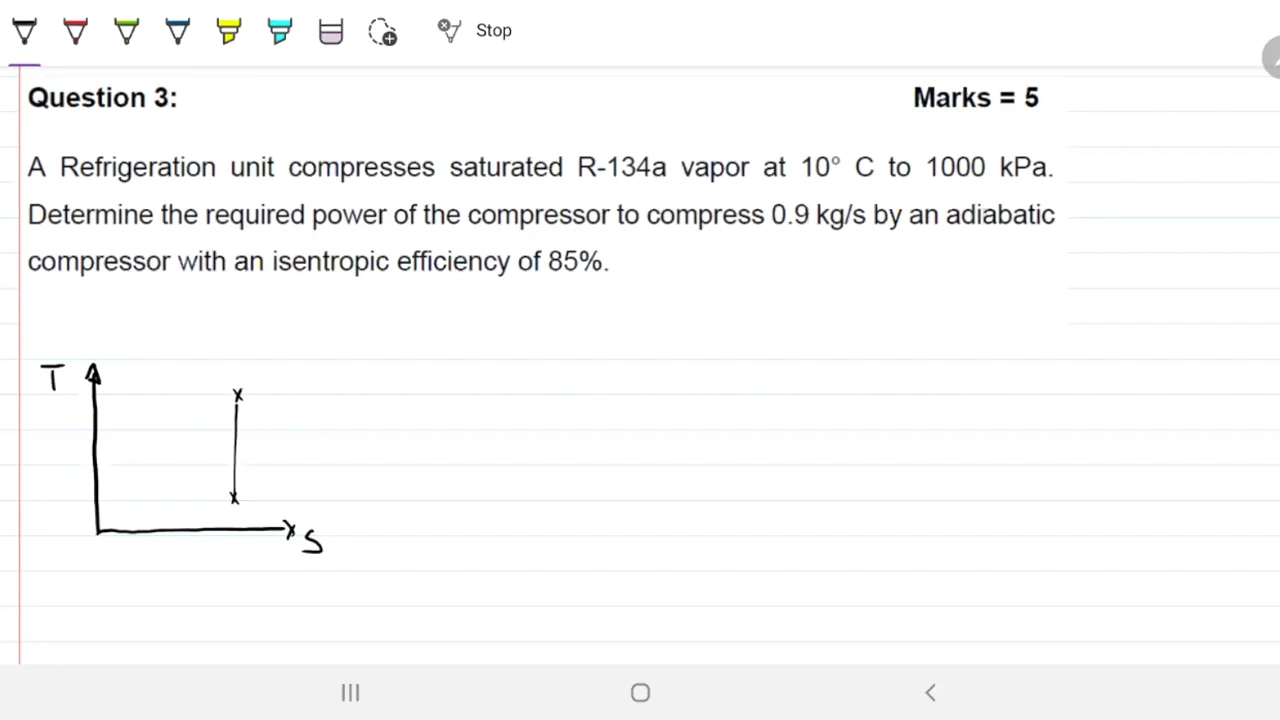 Stop
Question 3: Marks = 5
A Refrigeration unit compresses saturated R-134a vapor at 10° C to 1000 kPa.
Determine the required power of the compressor to compress 0.9 kg/s by an adiabatic
compressor with an isentropic efficiency of 85%.
T
S